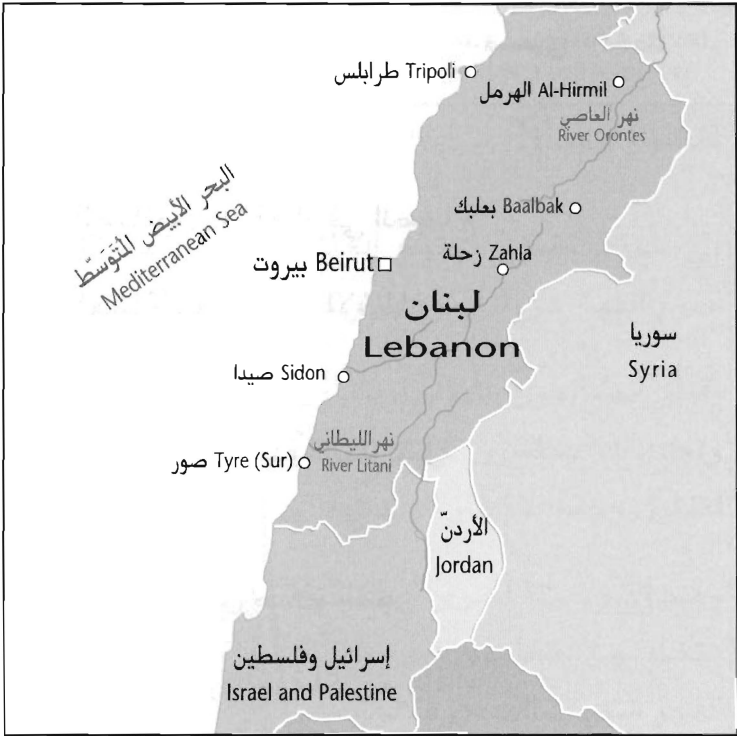 طرابلس Tripoli
الهرمل Al-Hirmil
نهر العاصي
River Orontes
البحر الأبيض المُتَوَسّط
Mediterranean Sea
بعلبك Baalbak
زحلة Zahla
بيروت Beirut
لبنان
Lebanon
سوريا
Syria
صيدا Sidon
نهر الليطاني
River Litani
صور Tyre (Sur)
الأردنّ
Jordan
إسرائيل وفلسطين
Israel and Palestine